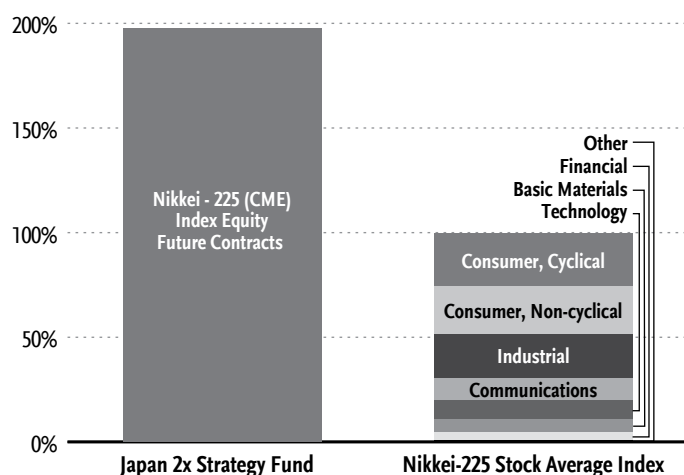 200%
150%
100%
50%
0%
Nikkei - 225 (CME)
Index Equity
Future Contracts
Other
Financial
Basic Materials
Technology
Consumer, Cyclical
Consumer, Non-cyclical
Industrial
Communications
Japan 2x Strategy Fund
Nikkei-225 Stock Average Index